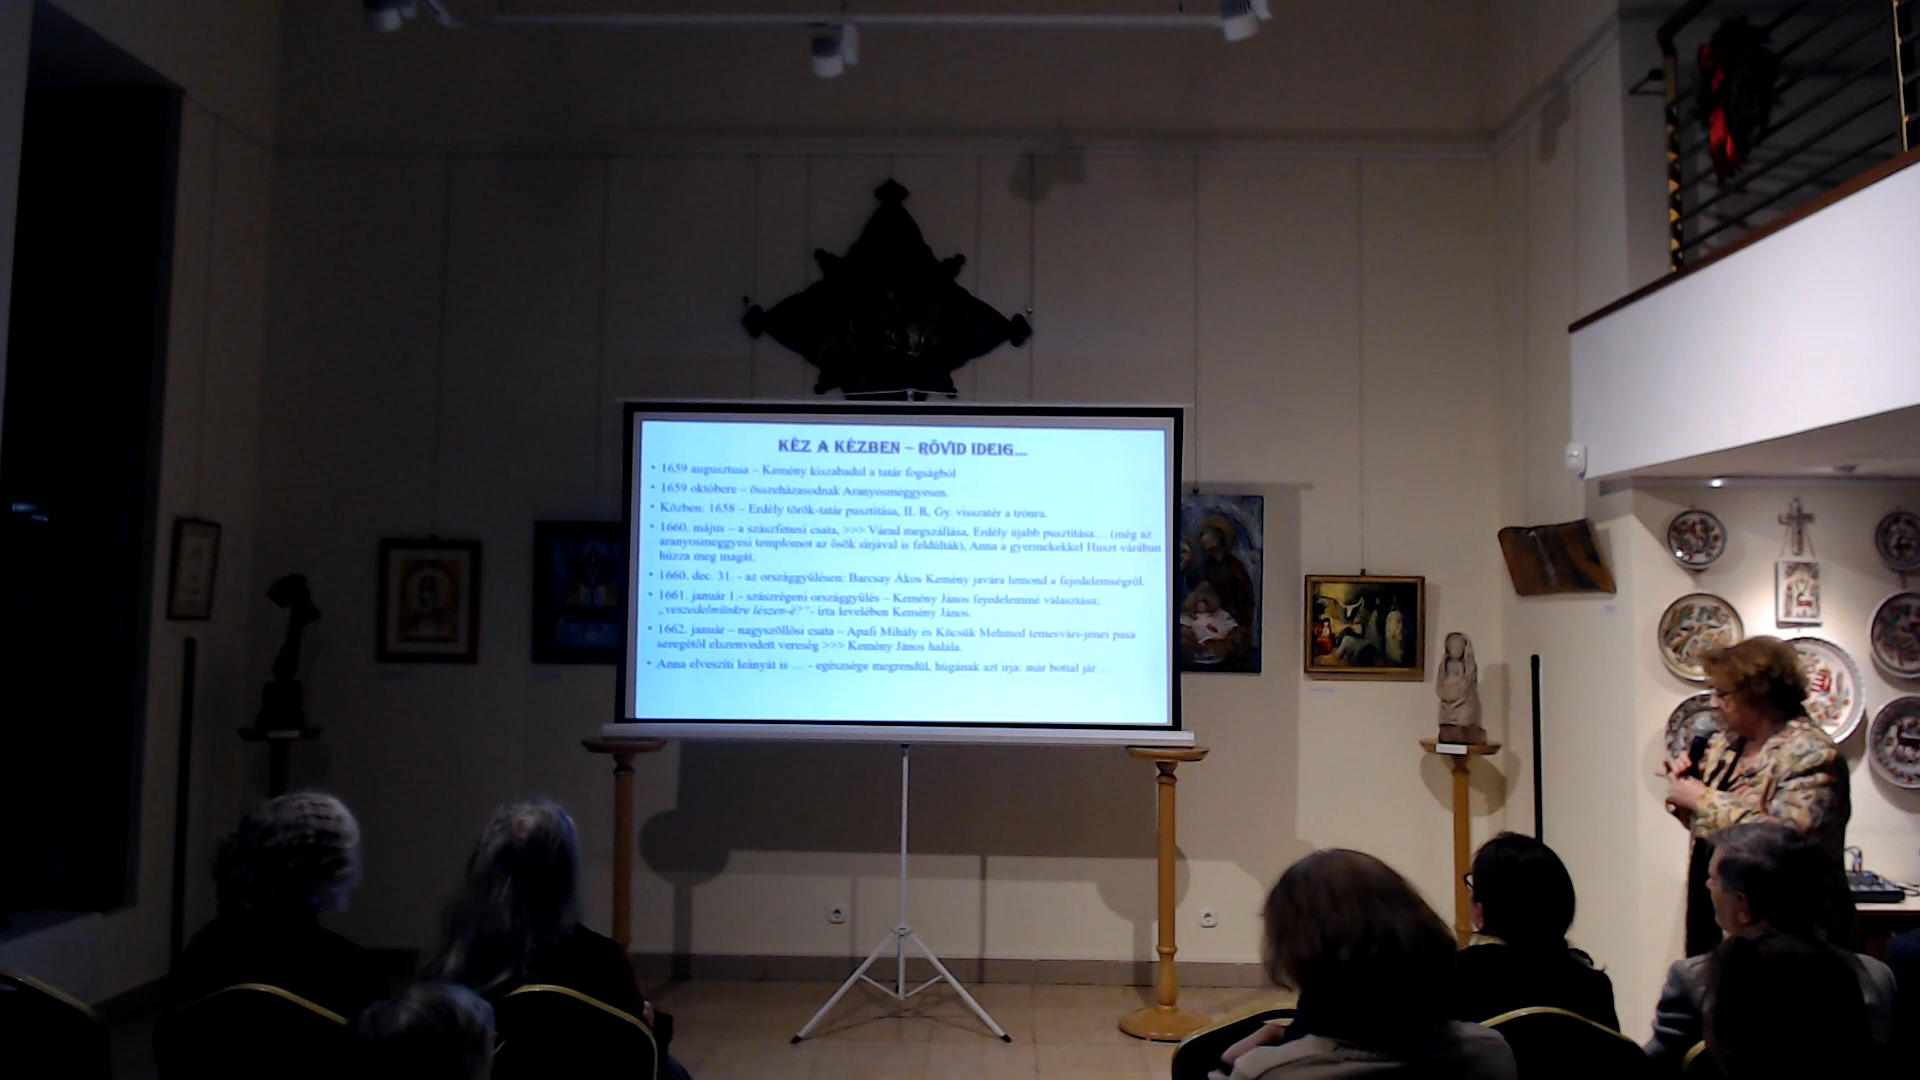 KÉZ A KÉZBEN – RÖVID IDEIG...
• 1659 augusztusa – Kemény kiszabadul a tatár fogságból
• 1659 októbere – összeházasodnak Aranyosmeggyesen.
• Közben: 1658 – Erdély török-tatár pusztítása, II. R. Gy. visszatér a trónra.
• 1660. május – a szászfenesi csata, >>> Várad megszállása, Erdély újabb pusztítása… (még az
aranyosmeggyesi templomot az ősök sírjával is feldúlták), Anna a gyermekekkel Huszt várában
húzza meg magát.
• 1660. dec. 31. - az országgyűlésen: Barcsay Ákos Kemény javára lemond a fejedelemségről.
• 1661. január 1.- szászrégeni országgyűlés – Kemény János fejedelemmé választása;
„veszedelmünkre lészen-é?"- írta levelében Kemény János.
• 1662. január – nagyszőllősi csata – Apafi Mihály és Kücsük Mehmed temesvári-jenei pasa
seregétől elszenvedett vereség >>> Kemény János halála.
• Anna elveszíti leányát is … - egészsége megrendül, húgának azt írja: már bottal jár….